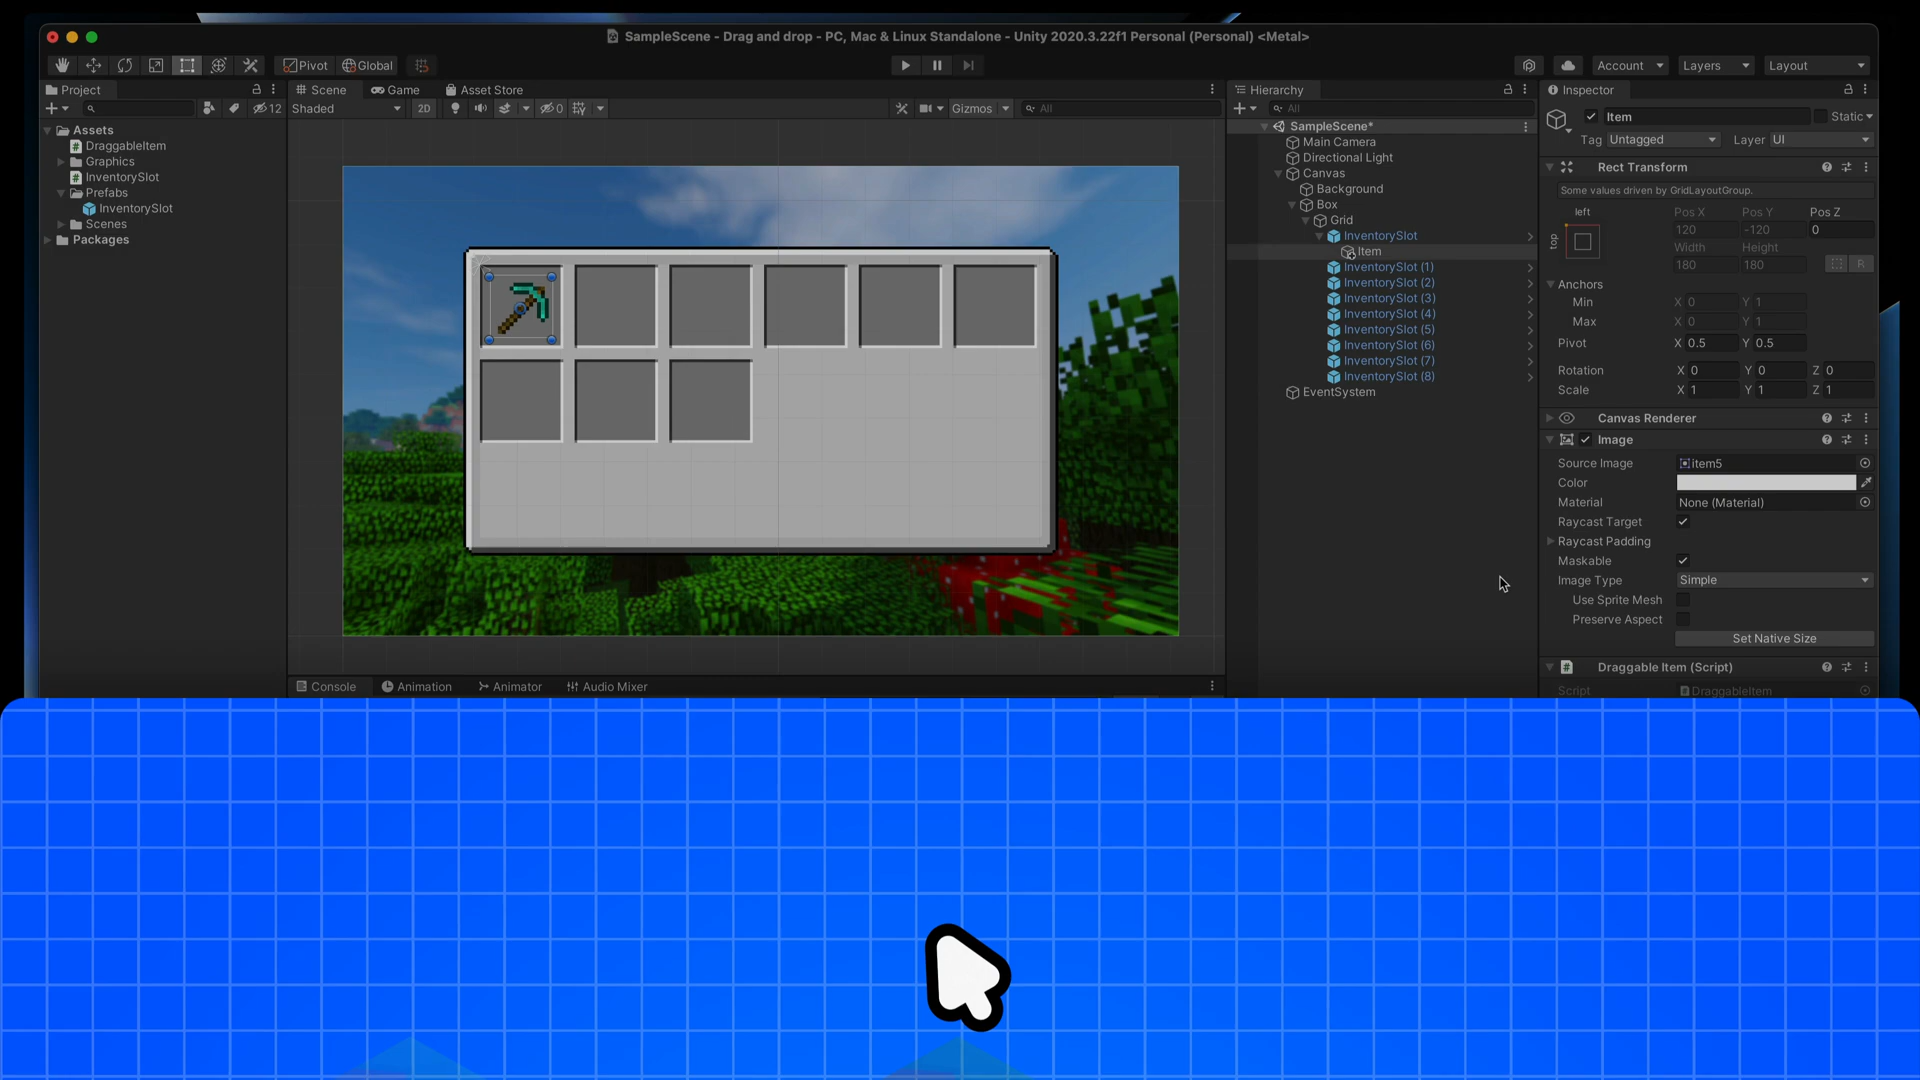 SampleScene - Drag and drop - PC, Mac & Linux Standalone - Unity 2020.3.22f1 Personal (Personal) <Metal>
Pivot Global Account Layers Layout
Project
12
Assets
DraggableItem
Graphics
InventorySlot
Prefabs
InventorySlot
Scenes
Packages
Scene Game Asset Store
Shaded 2D 0 Gizmos All
Console Animation Animator Audio Mixer
Hierarchy
All
SampleScene*
Main Camera
Directional Light
Canvas
Background
Box
Grid
InventorySlot
Item
InventorySlot (1)
InventorySlot (2)
InventorySlot (3)
InventorySlot (4)
InventorySlot (5)
InventorySlot (6)
InventorySlot (7)
InventorySlot (8)
EventSystem
Inspector
Item Static
Tag Untagged Layer UI
Rect Transform
Some values driven by GridLayoutGroup.
left Pos X Pos Y Pos Z
top 120 -120 0
Width Height
180 180 R
Anchors
Min X 0 Y 1
Max X 0 Y 1
Pivot X 0.5 Y 0.5
Rotation X 0 Y 0 Z 0
Scale X 1 Y 1 Z 1
Canvas Renderer
Image
Source Image item5
Color
Material None (Material)
Raycast Target
Raycast Padding
Maskable
Image Type Simple
Use Sprite Mesh
Preserve Aspect
Set Native Size
Draggable Item (Script)
Script DraggableItem